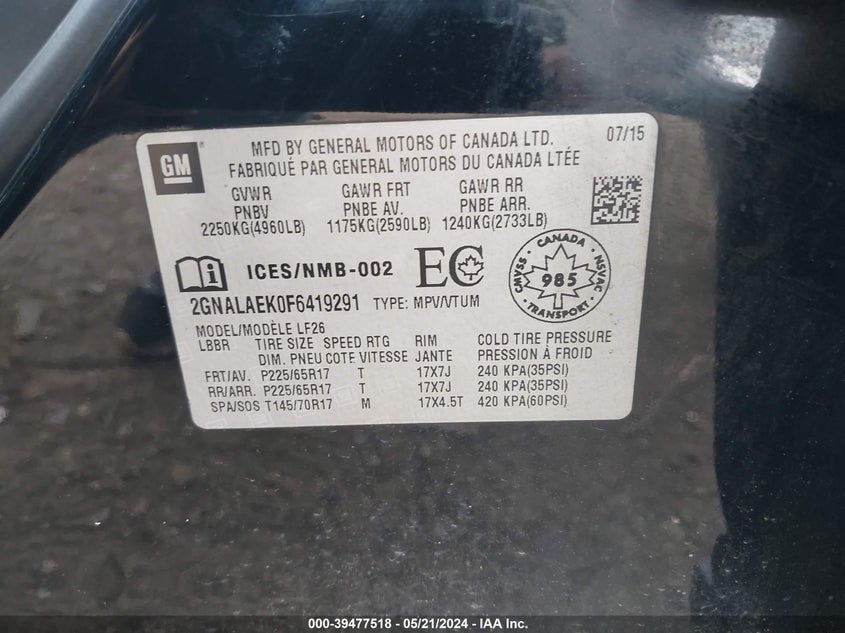 GM
MFD BY GENERAL MOTORS OF CANADA LTD. 07/15
FABRIQUÉ PAR GENERAL MOTORS DU CANADA LTÉE
GVWR GAWR FRT GAWR RR
PNBV PNBE AV. PNBE ARR.
2250KG(4960LB) 1175KG(2590LB) 1240KG(2733LB)
ICES/NMB-002 EC
CANADA
CMVSS 985 NSVAC
TRANSPORT
2GNALAEK0F6419291 TYPE: MPV/VTUM
MODEL/MODÈLE LF26
LBBR TIRE SIZE SPEED RTG RIM COLD TIRE PRESSURE
DIM. PNEU COTE VITESSE JANTE PRESSION À FROID
FRT/AV. P225/65R17 T 17X7J 240 KPA(35PSI)
RR/ARR. P225/65R17 T 17X7J 240 KPA(35PSI)
SPA/SOS T145/70R17 M 17X4.5T 420 KPA(60PSI)
000-39477518 - 05/21/2024 - IAA Inc.